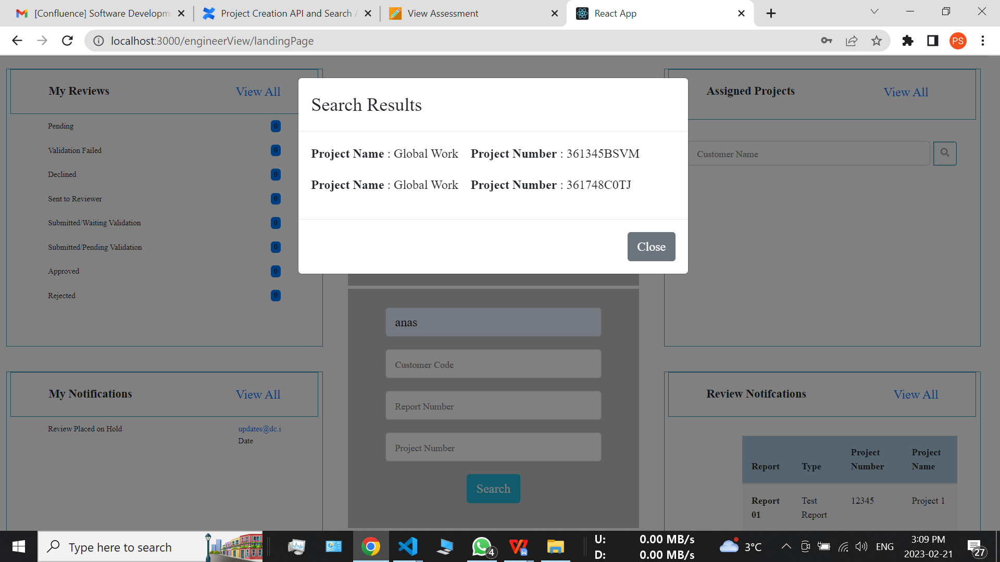 [Confluence] Software Developm
Project Creation API and Search A
View Assessment
React App
localhost:3000/engineerView/landingPage
PS
My Reviews
View All
Pending
0
Validation Failed
0
Declined
0
Sent to Reviewer
0
Submitted/Waiting Validation
0
Submitted/Pending Validation
0
Approved
0
Rejected
0
Search Results
Project Name : Global Work Project Number : 361345BSVM
Project Name : Global Work Project Number : 361748C0TJ
Close
Assigned Projects
View All
Customer Name
anas
Customer Code
Report Number
Project Number
Search
My Notifications
View All
Review Placed on Hold
updates@dc.i
Date
Review Notifcations
View All
Report
Type
Project Number
Project Name
Report 01
Test Report
12345
Project 1
Type here to search
4
U: 0.00 MB/s
D: 0.00 MB/s
3°C
ENG
3:09 PM
2023-02-21
27